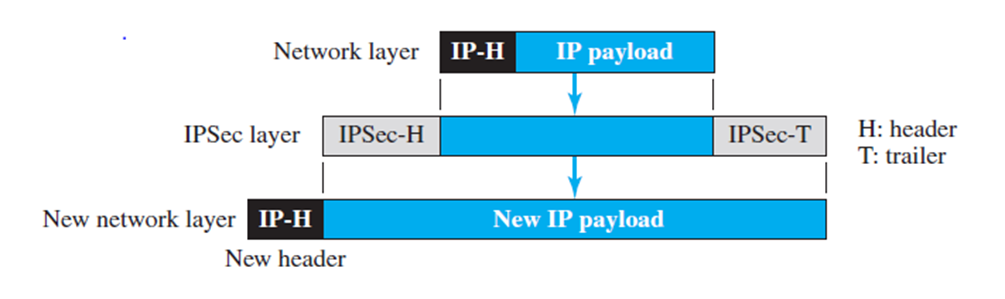 Network layer IP-H IP payload
IPSec layer IPSec-H IPSec-T H: header
T: trailer
New network layer IP-H New IP payload
New header